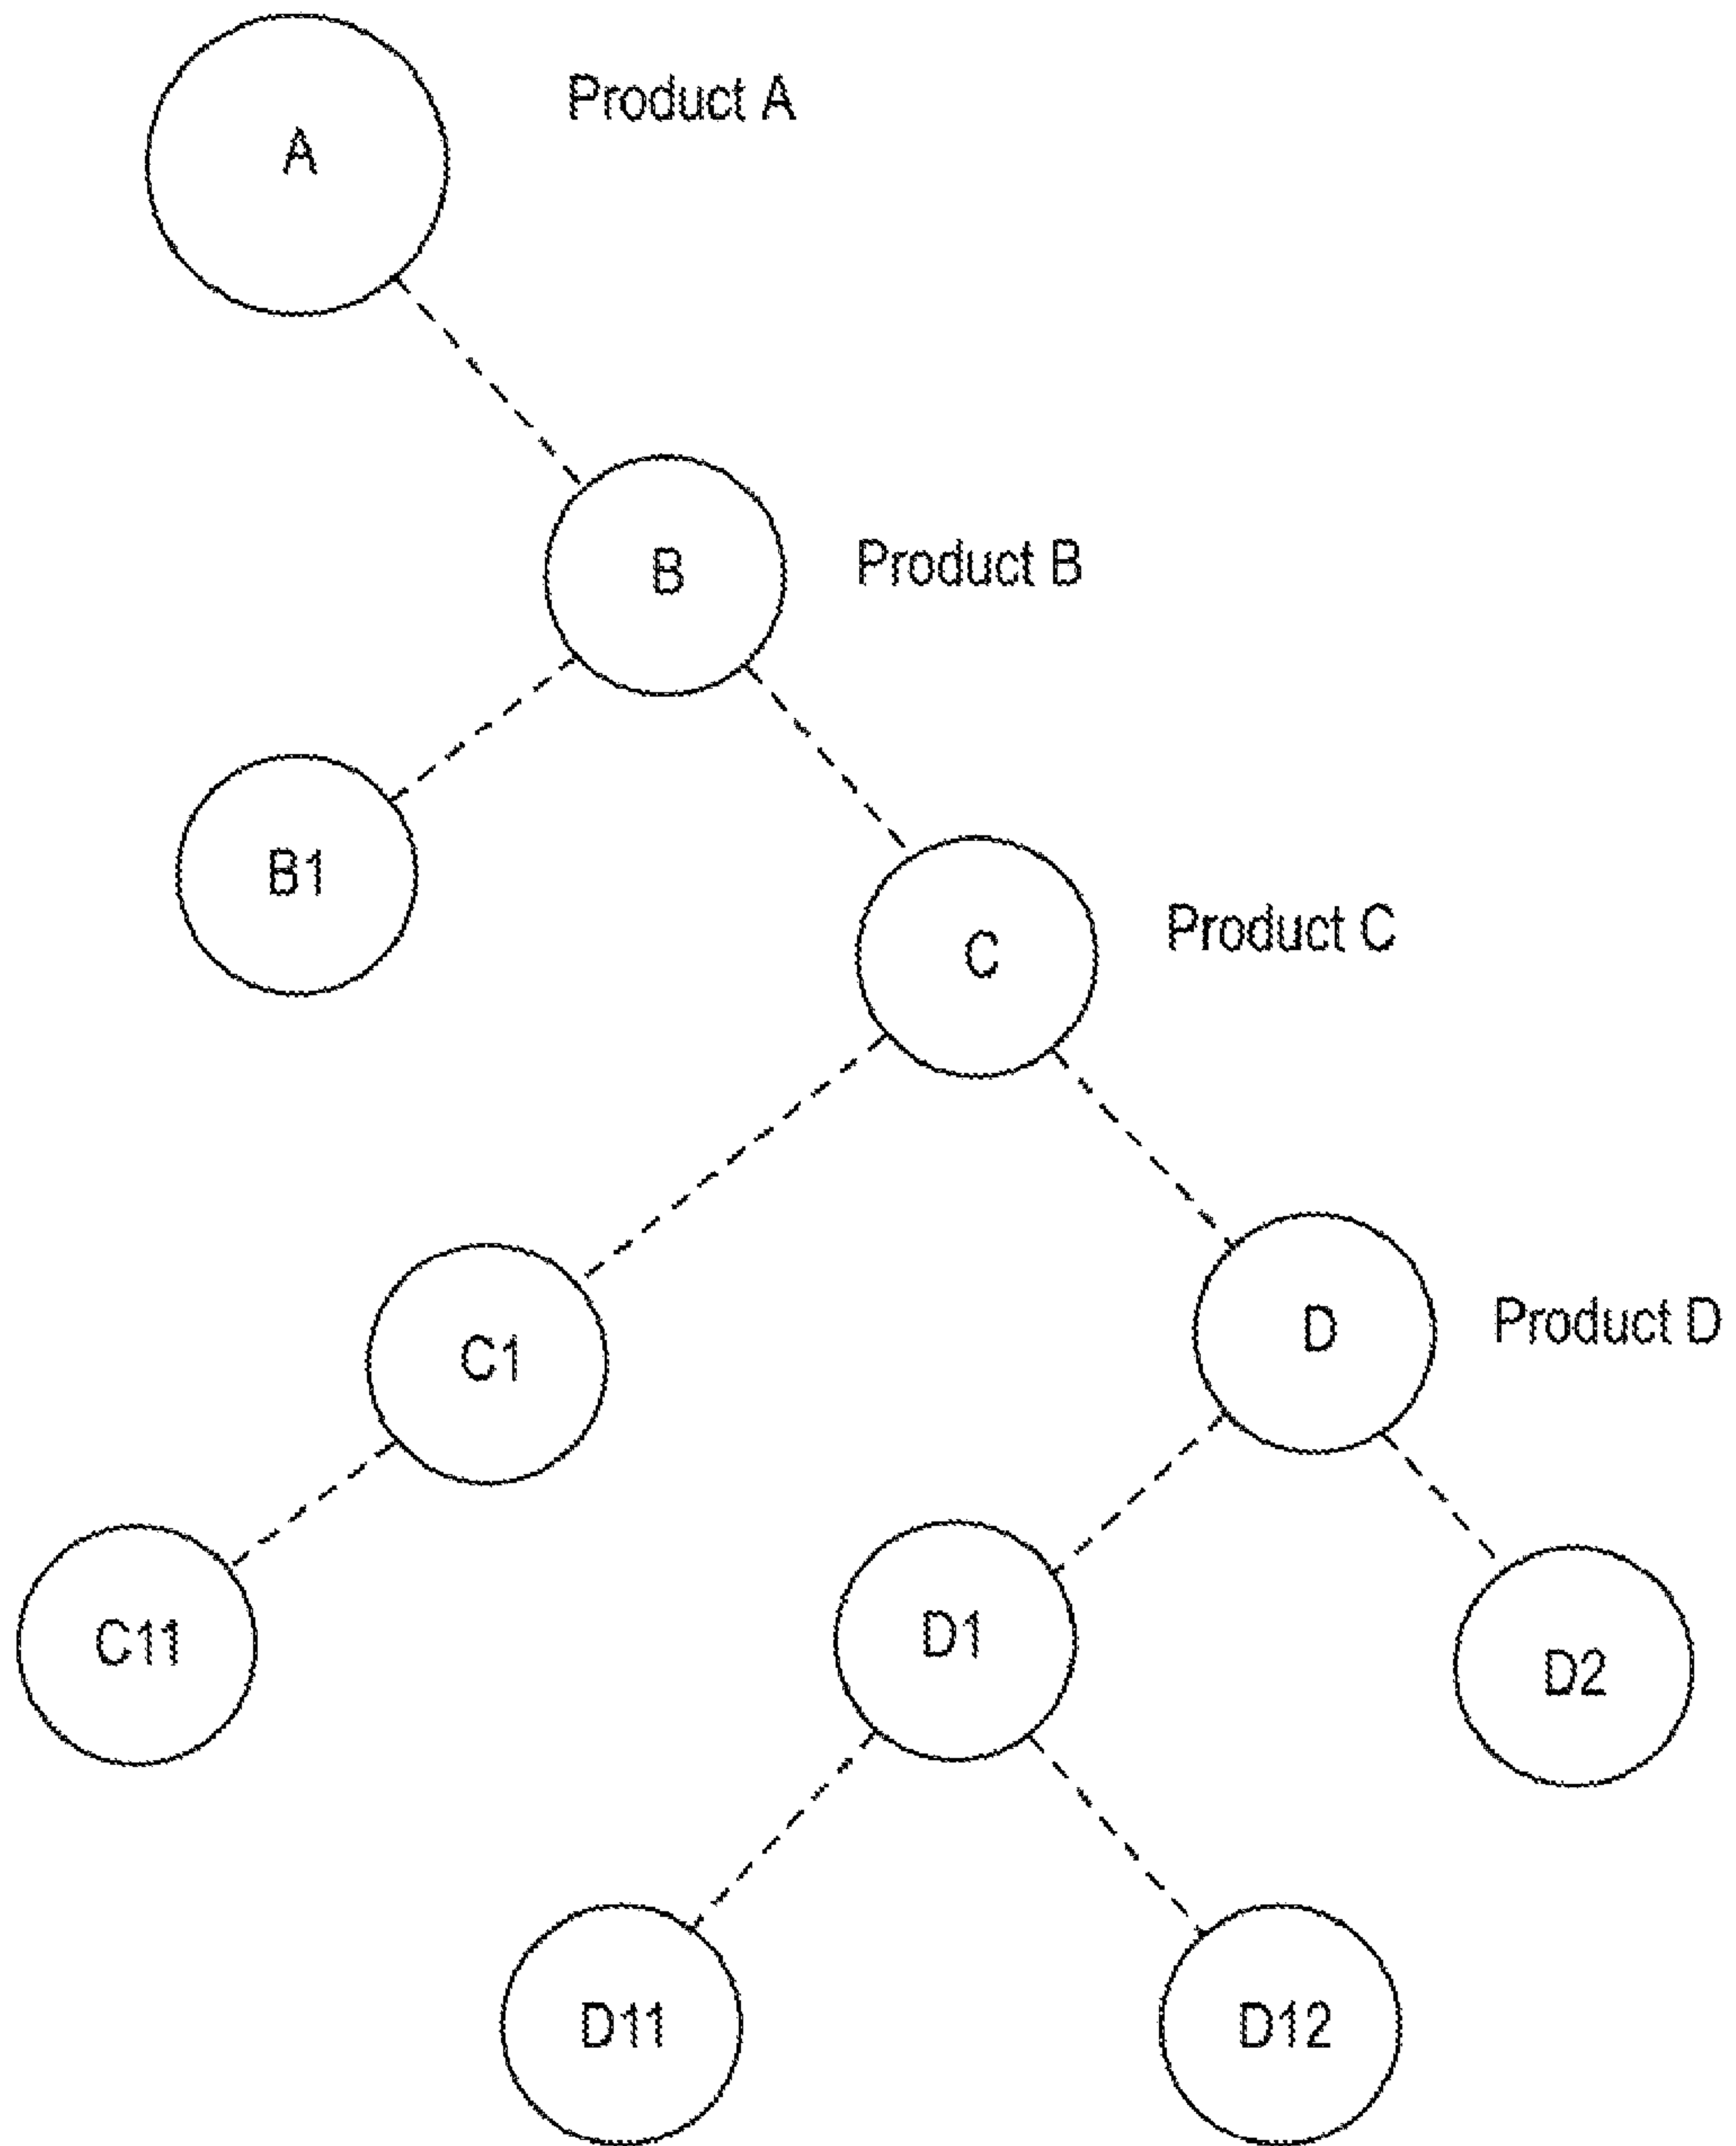 A
Product A
B
Product B
B1
C
Product C
C1
D
Product D
C11
D1
D2
D11
D12